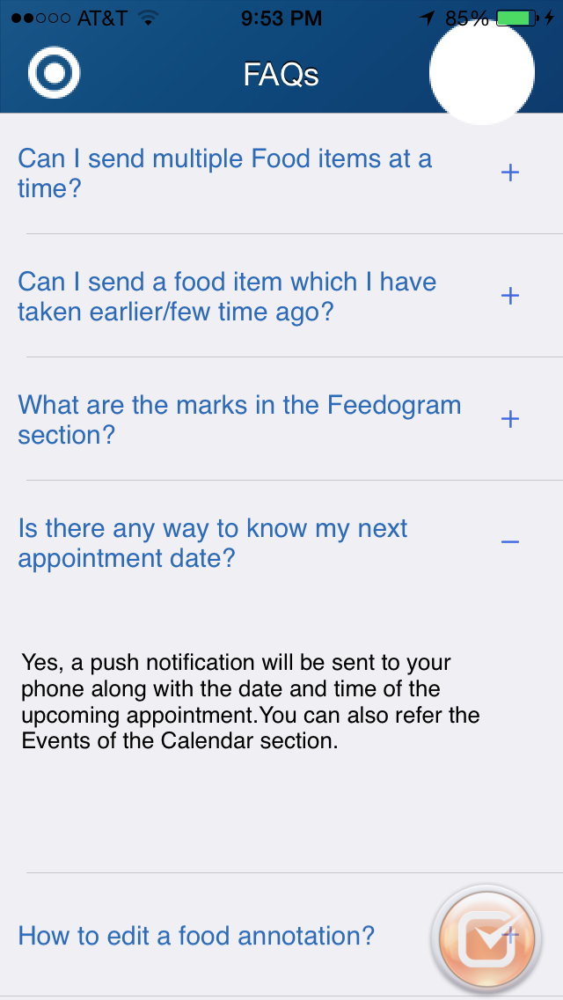 AT&T 9:53 PM 85%
FAQs
Can I send multiple Food items at a
time?
+
Can I send a food item which I have
taken earlier/few time ago?
+
What are the marks in the Feedogram
section?
+
Is there any way to know my next
appointment date?
−
Yes, a push notification will be sent to your
phone along with the date and time of the
upcoming appointment.You can also refer the
Events of the Calendar section.
How to edit a food annotation?
+